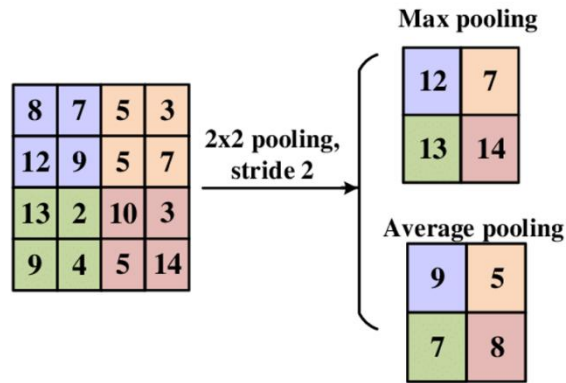 Max pooling
12 7
13 14
8 7 5 3
12 9 5 7
13 2 10 3
9 4 5 14
2x2 pooling,
stride 2
Average pooling
9 5
7 8